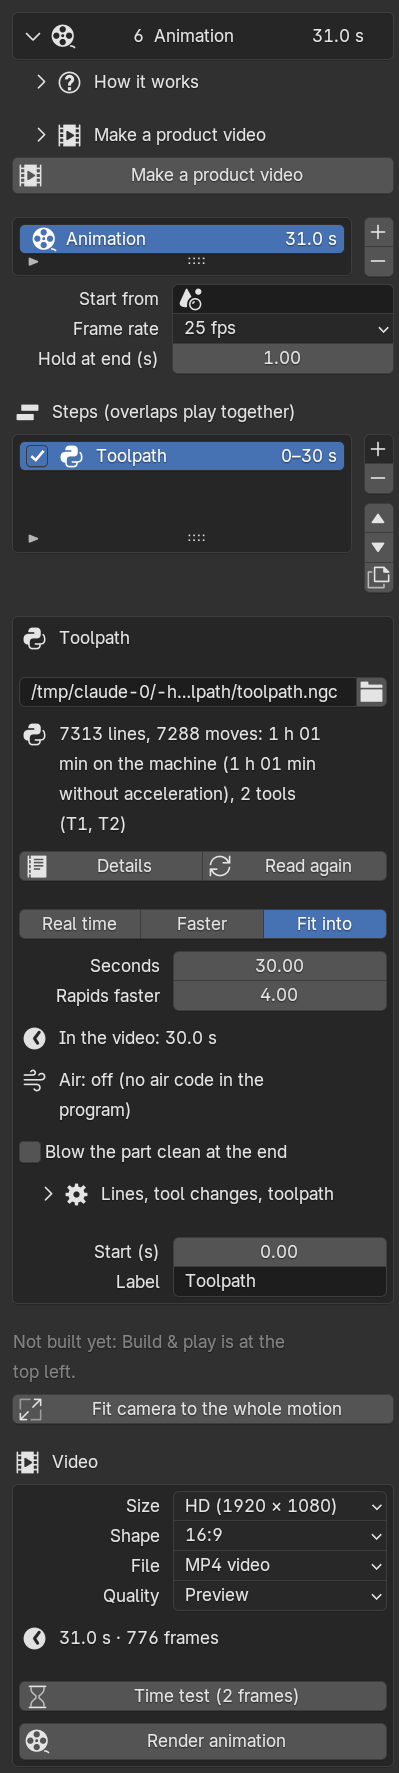 6 Animation 31.0 s
How it works
Make a product video
Make a product video
Animation 31.0 s
Start from
Frame rate 25 fps
Hold at end (s) 1.00
Steps (overlaps play together)
Toolpath 0–30 s
Toolpath
/tmp/claude-0/-h...lpath/toolpath.ngc
7313 lines, 7288 moves: 1 h 01
min on the machine (1 h 01 min
without acceleration), 2 tools
(T1, T2)
Details Read again
Real time Faster Fit into
Seconds 30.00
Rapids faster 4.00
In the video: 30.0 s
Air: off (no air code in the
program)
Blow the part clean at the end
Lines, tool changes, toolpath
Start (s) 0.00
Label Toolpath
Not built yet: Build & play is at the
top left.
Fit camera to the whole motion
Video
Size HD (1920 × 1080)
Shape 16:9
File MP4 video
Quality Preview
31.0 s · 776 frames
Time test (2 frames)
Render animation